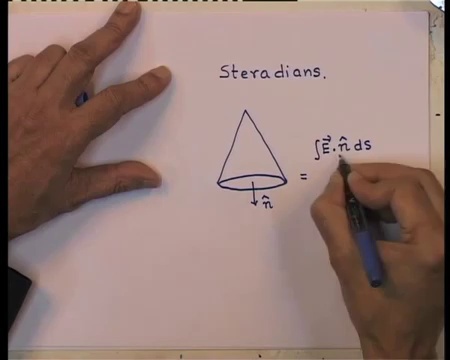 Steradians.
∫E⃗ . n̂ ds
=
n̂